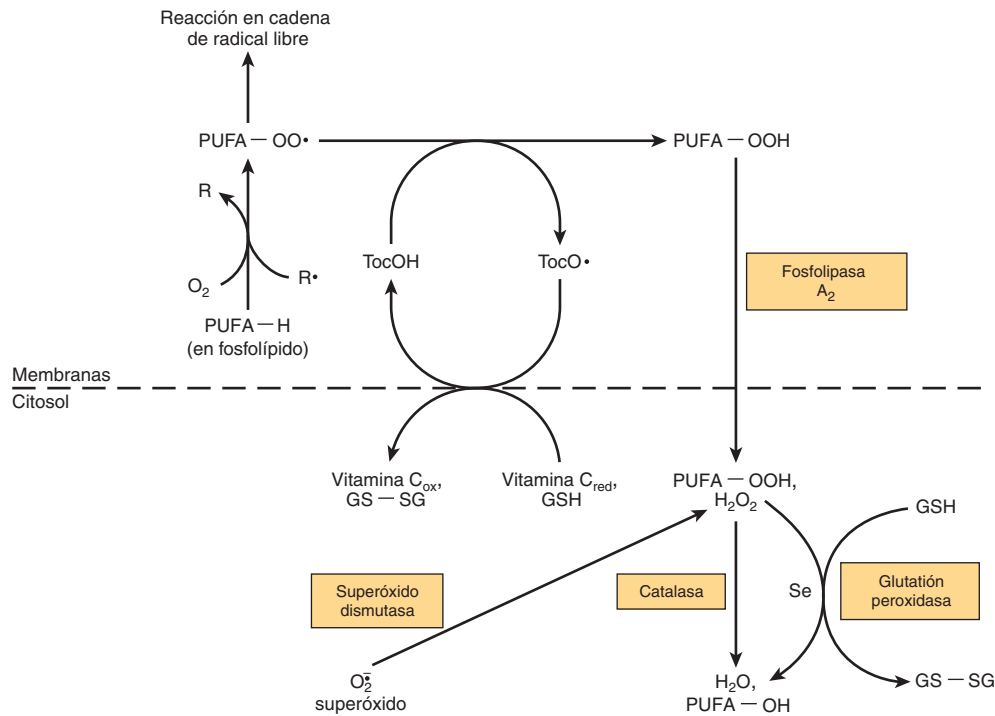 Reacción en cadena
de radical libre
PUFA — OO•
PUFA — OOH
R
TocOH
TocO•
Fosfolipasa
A₂
O₂
R•
PUFA — H
(en fosfolípido)
Membranas
Citosol
Vitamina Cox,
GS — SG
Vitamina Cred,
GSH
PUFA — OOH,
H₂O₂
GSH
Superóxido
dismutasa
Catalasa
Se
Glutatión
peroxidasa
O₂•̄
superóxido
H₂O,
PUFA — OH
GS — SG